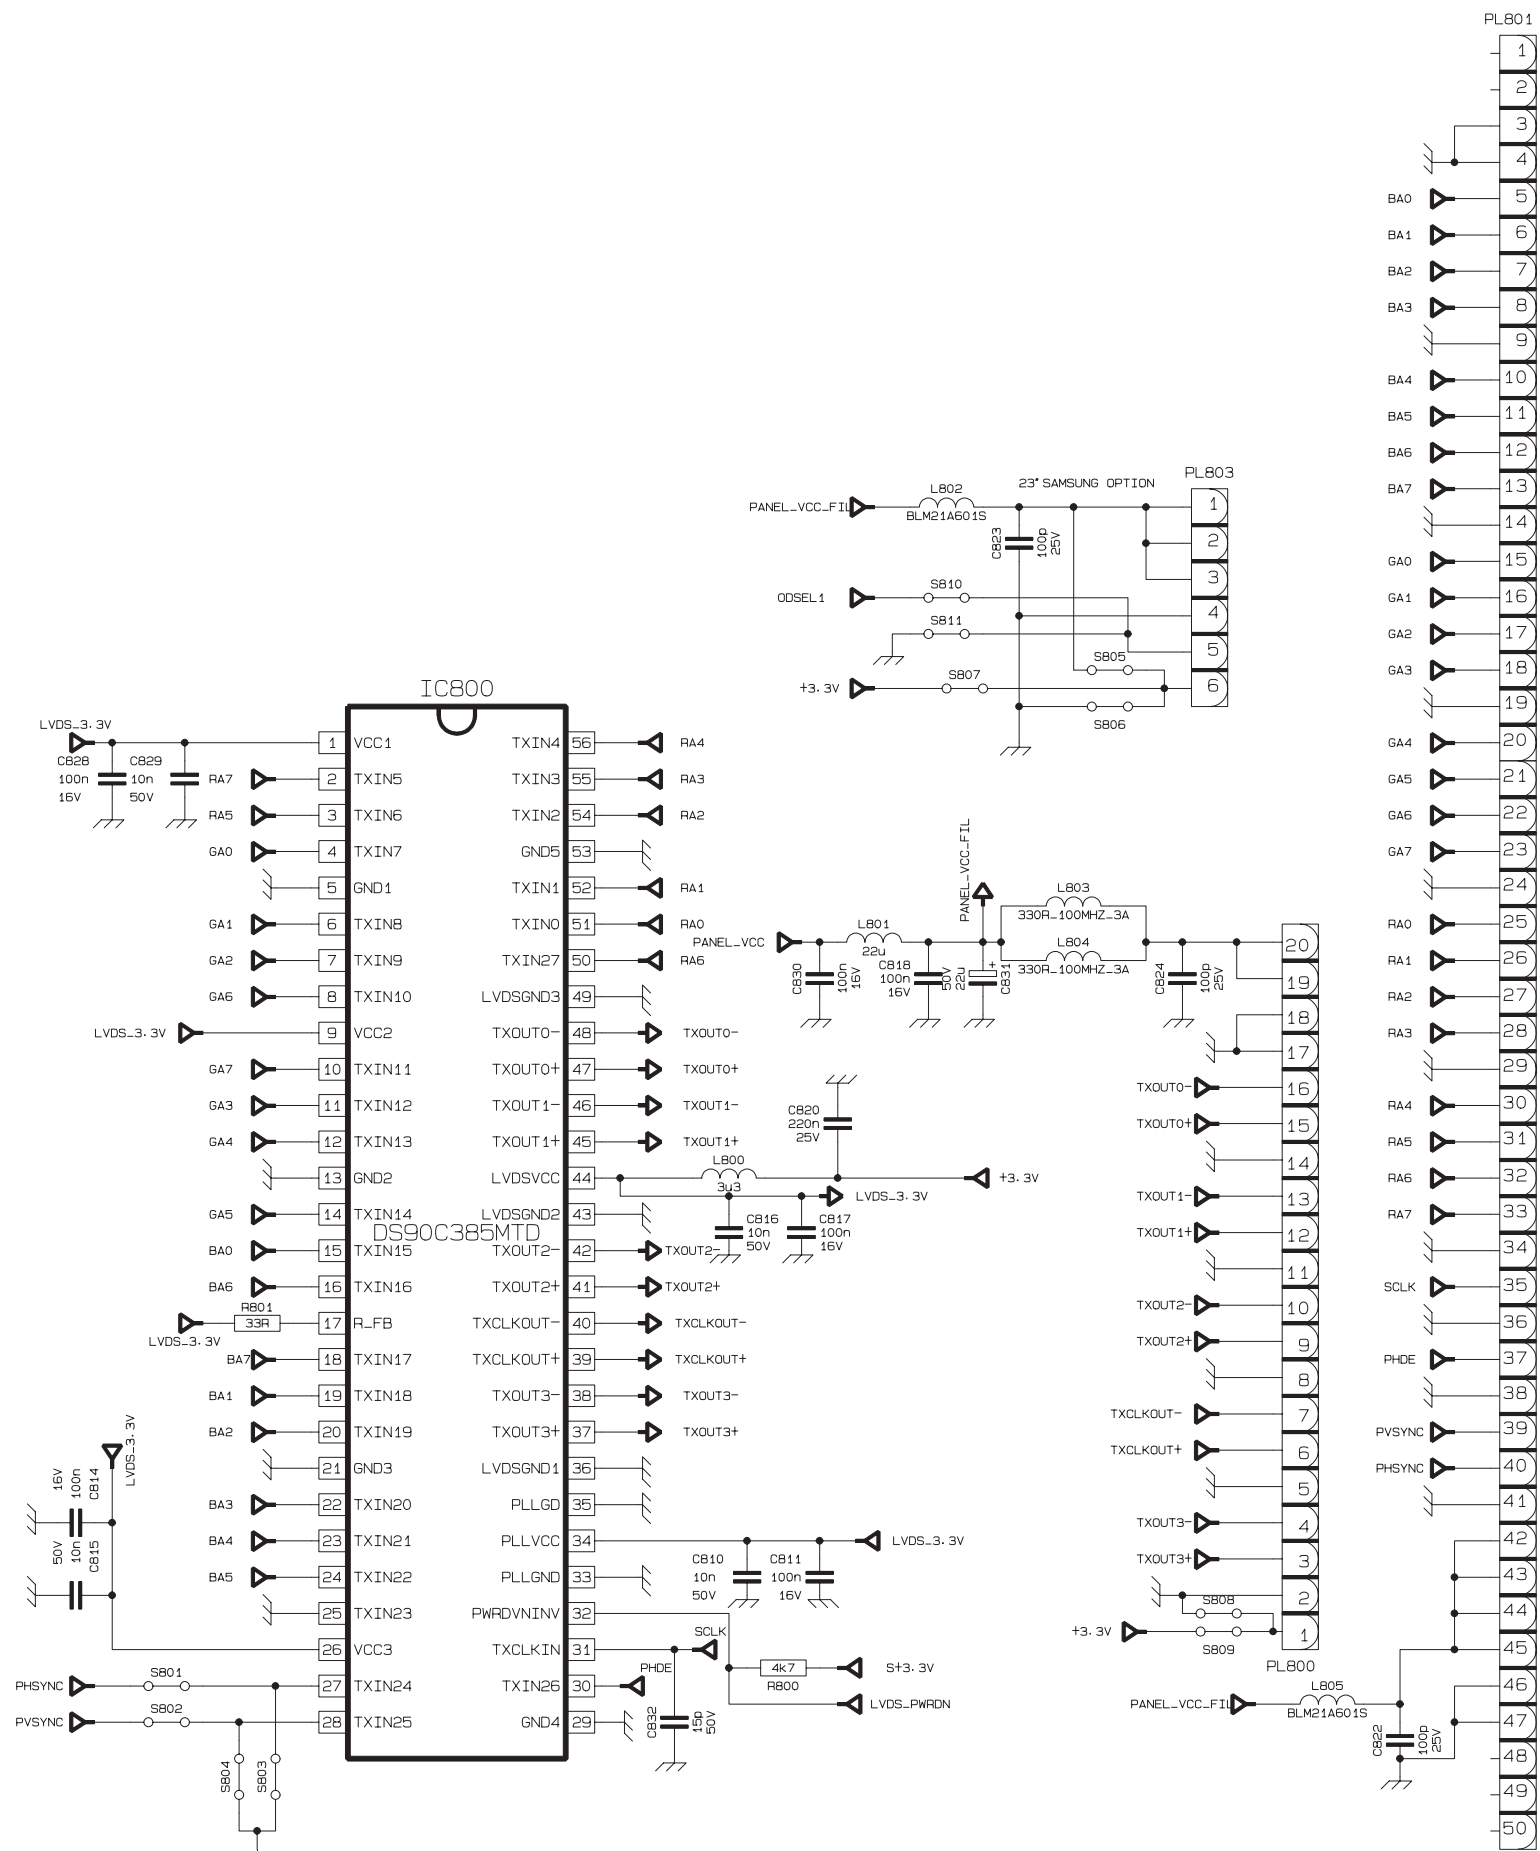 PL801
1
2
3
4
BA0 5
BA1 6
BA2 7
BA3 8
9
BA4 10
BA5 11
BA6 12
BA7 13
14
GA0 15
GA1 16
GA2 17
GA3 18
19
GA4 20
GA5 21
GA6 22
GA7 23
24
RA0 25
RA1 26
RA2 27
RA3 28
29
RA4 30
RA5 31
RA6 32
RA7 33
34
SCLK 35
36
PHDE 37
38
PVSYNC 39
PHSYNC 40
41
42
43
44
45
46
47
48
49
50
PL803
23" SAMSUNG OPTION
PANEL_VCC_FIL
L802
BLM21A601S
C823
100p
25V
1
2
3
4
5
6
ODSEL1
S810
S811
S805
+3.3V
S807
S806
IC800
DS90C385MTD
LVDS_3.3V
C828
100n
16V
C829
10n
50V
1 VCC1
RA7 2 TXIN5
RA5 3 TXIN6
GA0 4 TXIN7
5 GND1
GA1 6 TXIN8
GA2 7 TXIN9
GA6 8 TXIN10
LVDS_3.3V 9 VCC2
GA7 10 TXIN11
GA3 11 TXIN12
GA4 12 TXIN13
13 GND2
GA5 14 TXIN14
BA0 15 TXIN15
BA6 16 TXIN16
R801
33R
LVDS_3.3V
17 R_FB
BA7 18 TXIN17
BA1 19 TXIN18
BA2 20 TXIN19
21 GND3
BA3 22 TXIN20
BA4 23 TXIN21
BA5 24 TXIN22
25 TXIN23
26 VCC3
PHSYNC S801 27 TXIN24
PVSYNC S802 28 TXIN25
S804
S803
LVDS_3.3V
16V
100n
C814
50V
10n
C815
TXIN4 56 RA4
TXIN3 55 RA3
TXIN2 54 RA2
GND5 53
TXIN1 52 RA1
TXIN0 51 RA0
TXIN27 50 RA6
LVDSGND3 49
TXOUT0- 48 TXOUT0-
TXOUT0+ 47 TXOUT0+
TXOUT1- 46 TXOUT1-
TXOUT1+ 45 TXOUT1+
LVDSVCC 44
LVDSGND2 43
TXOUT2- 42 TXOUT2-
TXOUT2+ 41 TXOUT2+
TXCLKOUT- 40 TXCLKOUT-
TXCLKOUT+ 39 TXCLKOUT+
TXOUT3- 38 TXOUT3-
TXOUT3+ 37 TXOUT3+
LVDSGND1 36
PLLGD 35
PLLVCC 34 LVDS_3.3V
PLLGND 33
PWRDVNINV 32
TXCLKIN 31 SCLK
TXIN26 30 PHDE
GND4 29
C820
220n
25V
L800
3u3
+3.3V
LVDS_3.3V
C816
10n
50V
C817
100n
16V
C810
10n
50V
C811
100n
16V
4k7
R800
S+3.3V
LVDS_PWRDN
C832
15p
50V
PANEL_VCC
C830
100n
16V
L801
22u
C818
100n
16V
50V
22u
C831
+
PANEL_VCC_FIL
L803
330R_100MHZ_3A
L804
330R_100MHZ_3A
C824
100p
25V
20
19
18
17
TXOUT0- 16
TXOUT0+ 15
14
TXOUT1- 13
TXOUT1+ 12
11
TXOUT2- 10
TXOUT2+ 9
8
TXCLKOUT- 7
TXCLKOUT+ 6
5
TXOUT3- 4
TXOUT3+ 3
2
S808
+3.3V
S809
1
PL800
PANEL_VCC_FIL
L805
BLM21A601S
C822
100p
25V